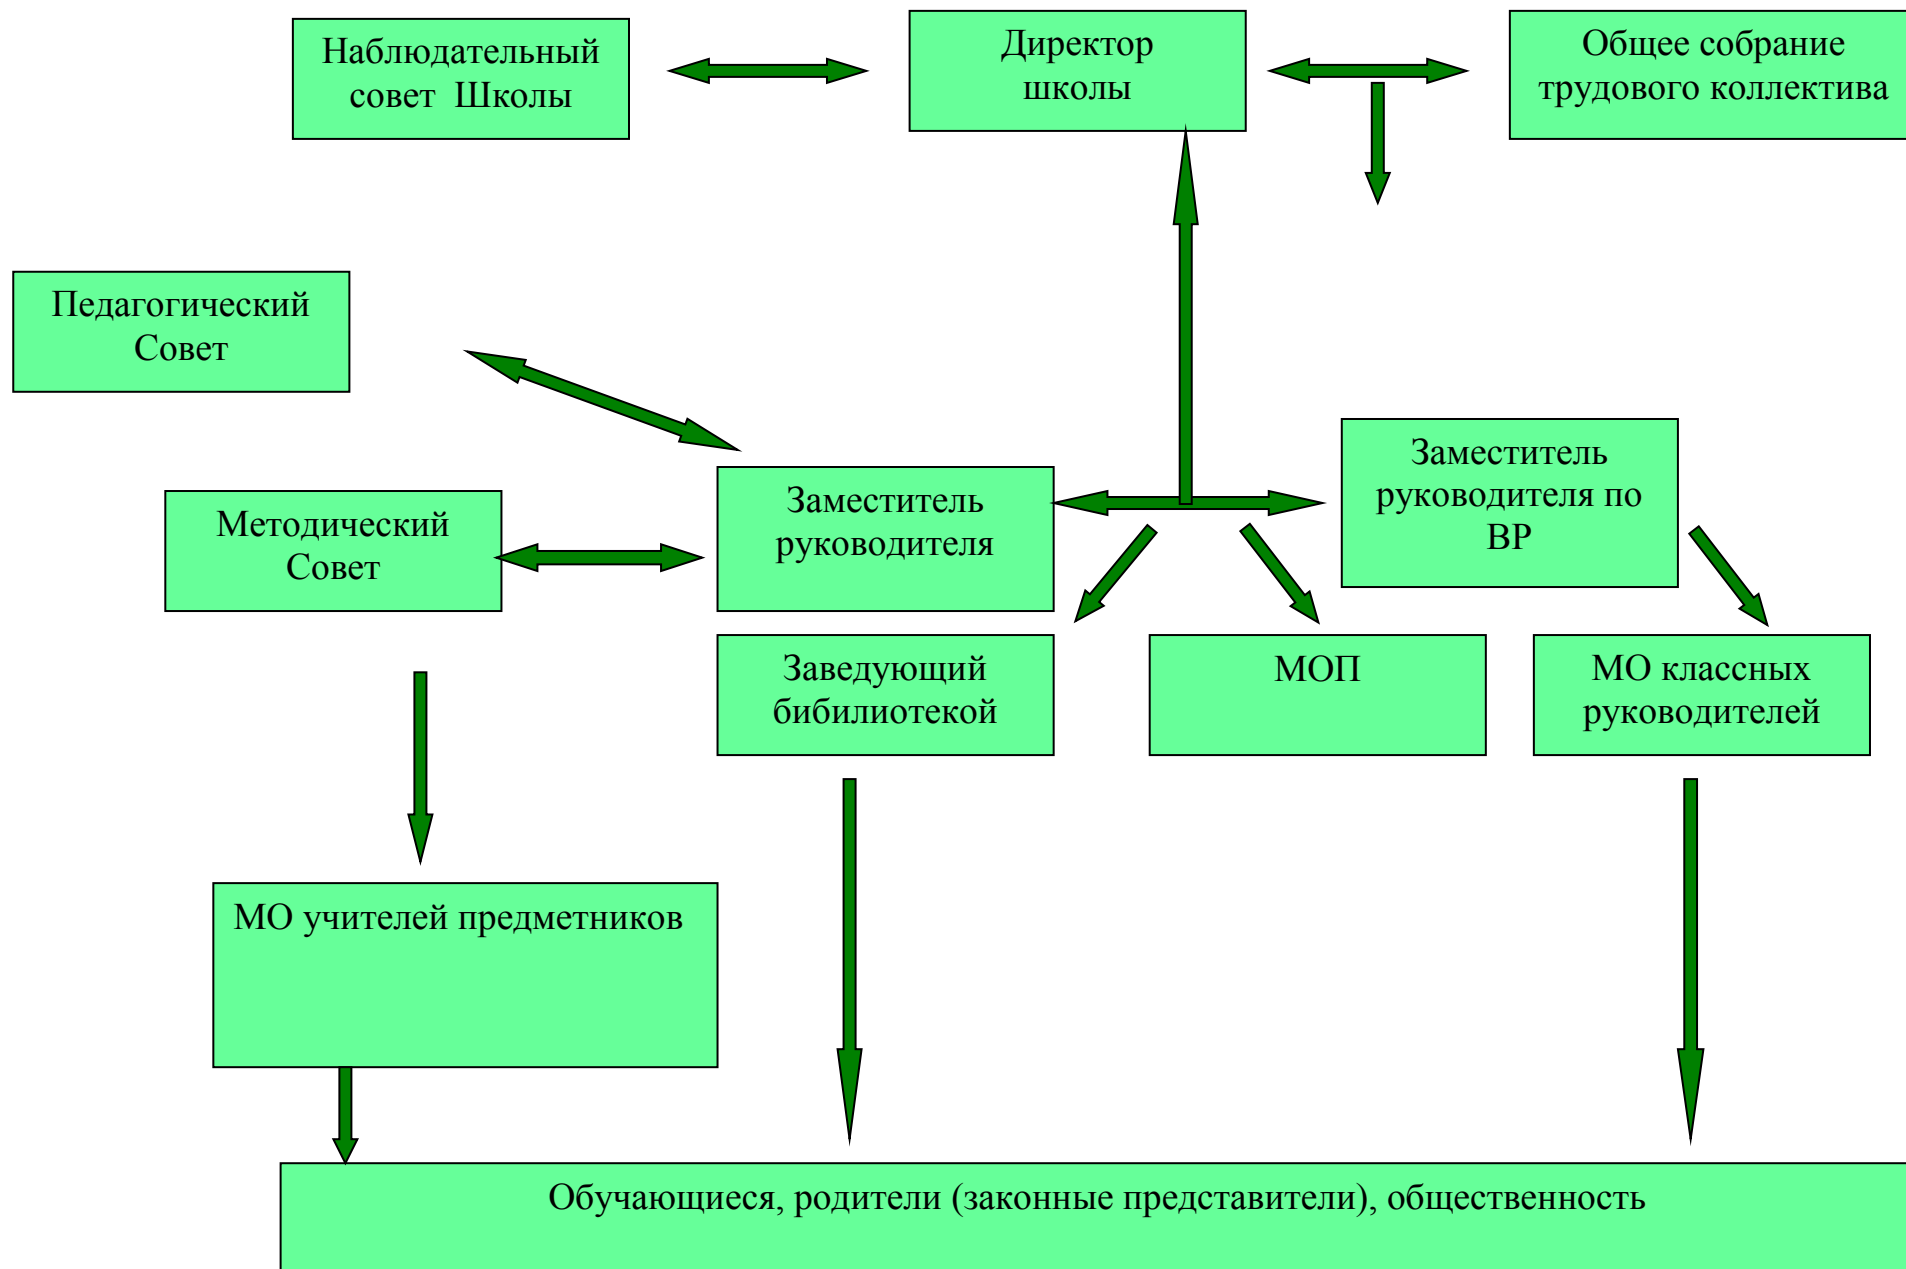 Наблюдательный
совет  Школы
Директор
школы
Общее собрание
трудового коллектива
Педагогический
Совет
Заместитель
руководителя по
ВР
Заместитель
руководителя
Методический
Совет
Заведующий
бибилиотекой
МОП
МО классных
руководителей
МО учителей предметников
Обучающиеся, родители (законные представители), общественность